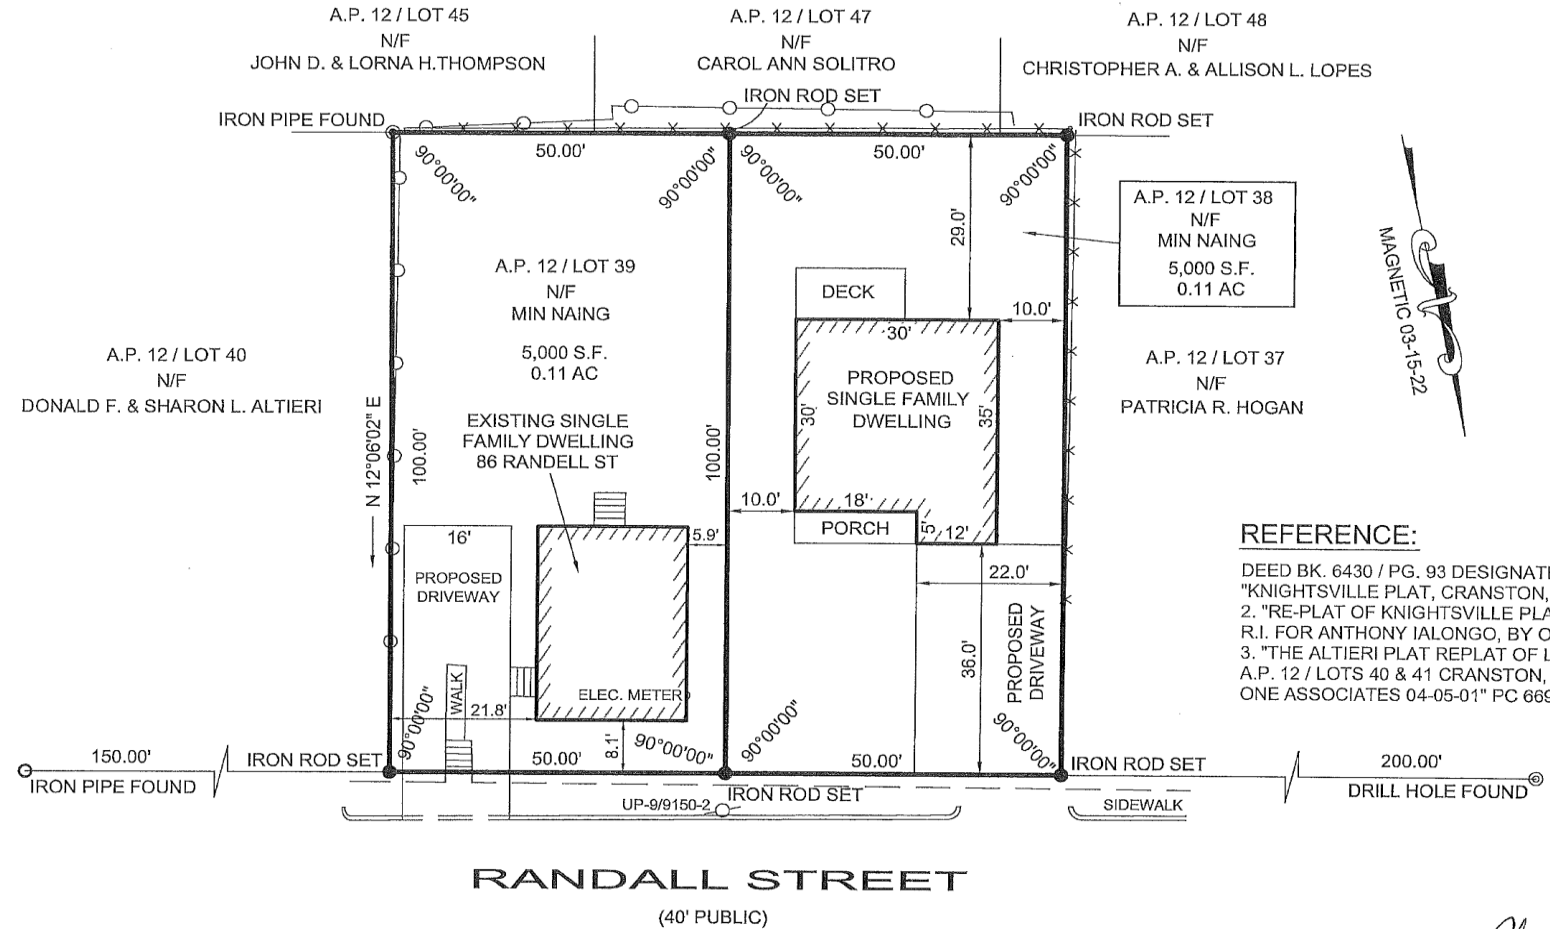 A.P. 12 / LOT 45
N/F
JOHN D. & LORNA H.THOMPSON
A.P. 12 / LOT 47
N/F
CAROL ANN SOLITRO
A.P. 12 / LOT 48
N/F
CHRISTOPHER A. & ALLISON L. LOPES
IRON PIPE FOUND
IRON ROD SET
IRON ROD SET
50.00'
50.00'
90°00'00"
90°00'00"
90°00'00"
90°00'00"
29.0'
A.P. 12 / LOT 38
N/F
MIN NAING
5,000 S.F.
0.11 AC
MAGNETIC 03-15-22
A.P. 12 / LOT 39
N/F
MIN NAING
5,000 S.F.
0.11 AC
DECK
10.0'
30'
A.P. 12 / LOT 40
N/F
DONALD F. & SHARON L. ALTIERI
A.P. 12 / LOT 37
N/F
PATRICIA R. HOGAN
N 12°06'02" E
100.00'
100.00'
EXISTING SINGLE
FAMILY DWELLING
86 RANDELL ST
30'
PROPOSED
SINGLE FAMILY
DWELLING
35'
10.0'
18'
PORCH
5'
12'
16'
PROPOSED
DRIVEWAY
5.9'
22.0'
36.0'
PROPOSED
DRIVEWAY
REFERENCE:
DEED BK. 6430 / PG. 93 DESIGNAT
"KNIGHTSVILLE PLAT, CRANSTON,
2. "RE-PLAT OF KNIGHTSVILLE PLA
R.I. FOR ANTHONY IALONGO, BY O
3. "THE ALTIERI PLAT REPLAT OF L
A.P. 12 / LOTS 40 & 41 CRANSTON,
ONE ASSOCIATES 04-05-01" PC 669
WALK
ELEC. METER
21.8'
8.1'
90°00'00"
90°00'00"
90°00'00"
90°00'00"
150.00'
IRON PIPE FOUND
IRON ROD SET
50.00'
50.00'
IRON ROD SET
200.00'
DRILL HOLE FOUND
UP-9/9150-2
IRON ROD SET
SIDEWALK
RANDALL STREET
(40' PUBLIC)